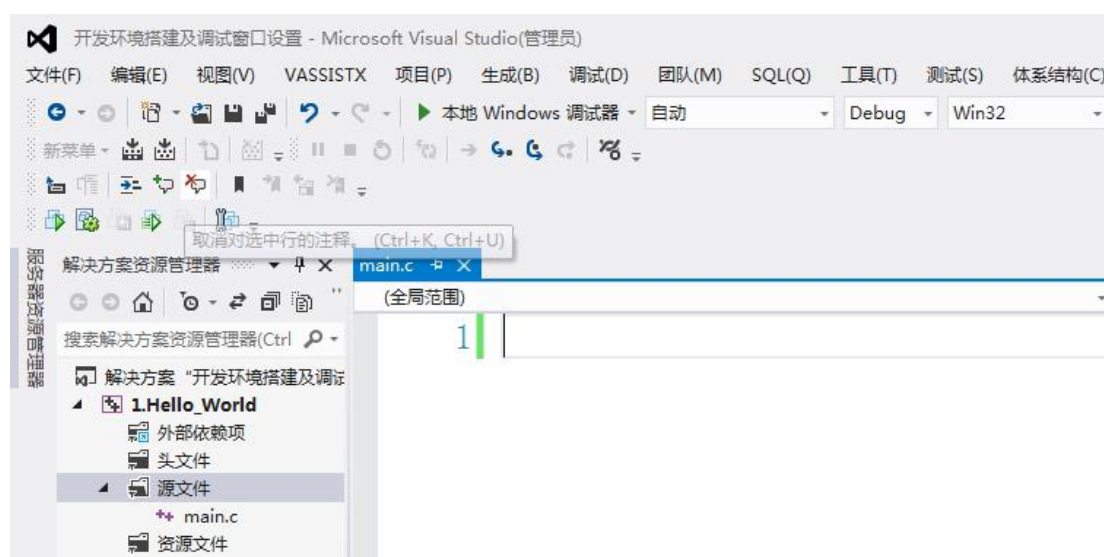 开发环境搭建及调试窗口设置 - Microsoft Visual Studio(管理员)
文件(F) 编辑(E) 视图(V) VASSISTX 项目(P) 生成(B) 调试(D) 团队(M) SQL(Q) 工具(T) 测试(S) 体系结构(C)
本地 Windows 调试器 自动 Debug Win32
新菜单
取消对选中行的注释。 (Ctrl+K, Ctrl+U)
服务器资源管理器
解决方案资源管理器
main.c
(全局范围)
搜索解决方案资源管理器(Ctrl
1
解决方案 "开发环境搭建及调试
1.Hello_World
外部依赖项
头文件
源文件
++ main.c
资源文件